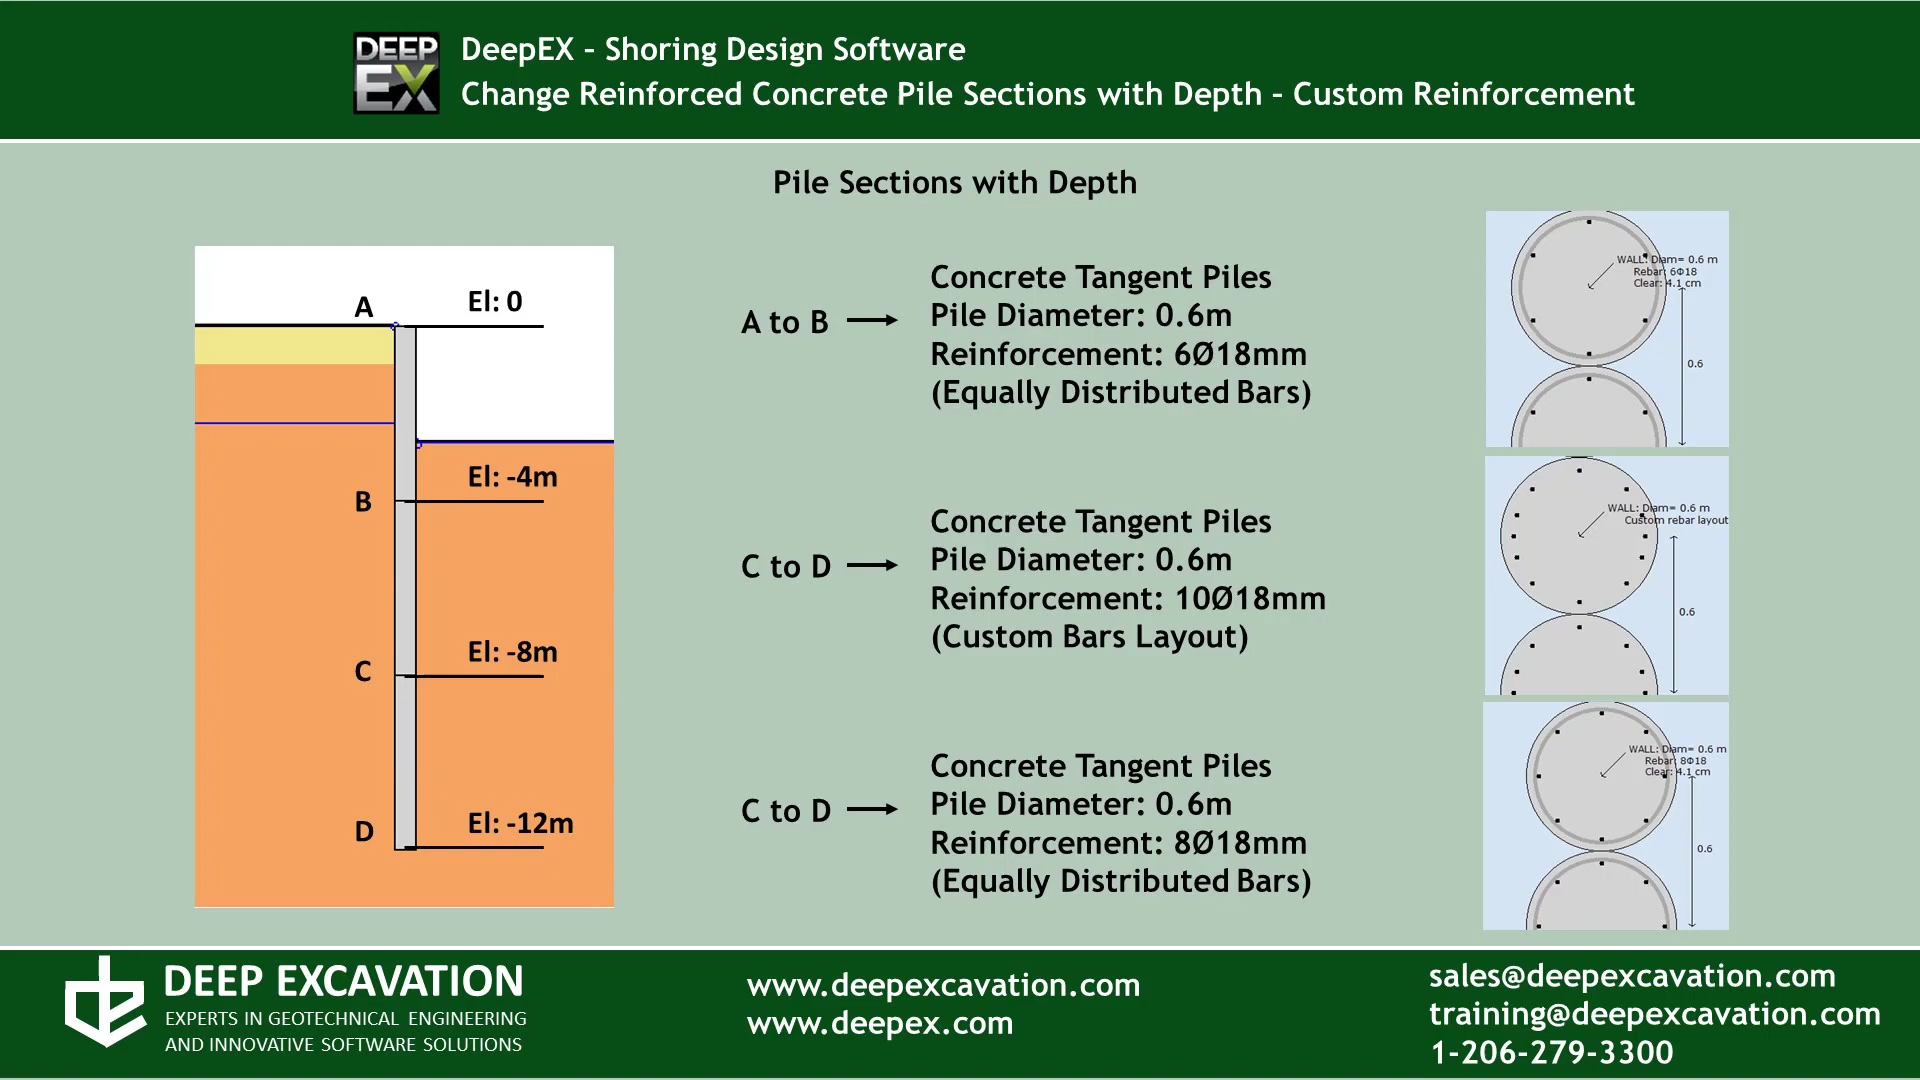 DEEP
EX
DeepEX – Shoring Design Software
Change Reinforced Concrete Pile Sections with Depth – Custom Reinforcement
Pile Sections with Depth
A
El: 0
B
El: -4m
C
El: -8m
D
El: -12m
A to B
Concrete Tangent Piles
Pile Diameter: 0.6m
Reinforcement: 6Ø18mm
(Equally Distributed Bars)
WALL: Diam= 0.6 m
Rebar: 6Φ18
Clear: 4.1 cm
0.6
C to D
Concrete Tangent Piles
Pile Diameter: 0.6m
Reinforcement: 10Ø18mm
(Custom Bars Layout)
WALL: Diam= 0.6 m
Custom rebar layout
0.6
C to D
Concrete Tangent Piles
Pile Diameter: 0.6m
Reinforcement: 8Ø18mm
(Equally Distributed Bars)
WALL: Diam= 0.6 m
Rebar: 8Φ18
Clear: 4.1 cm
0.6
DEEP EXCAVATION
EXPERTS IN GEOTECHNICAL ENGINEERING
AND INNOVATIVE SOFTWARE SOLUTIONS
www.deepexcavation.com
www.deepex.com
sales@deepexcavation.com
training@deepexcavation.com
1-206-279-3300